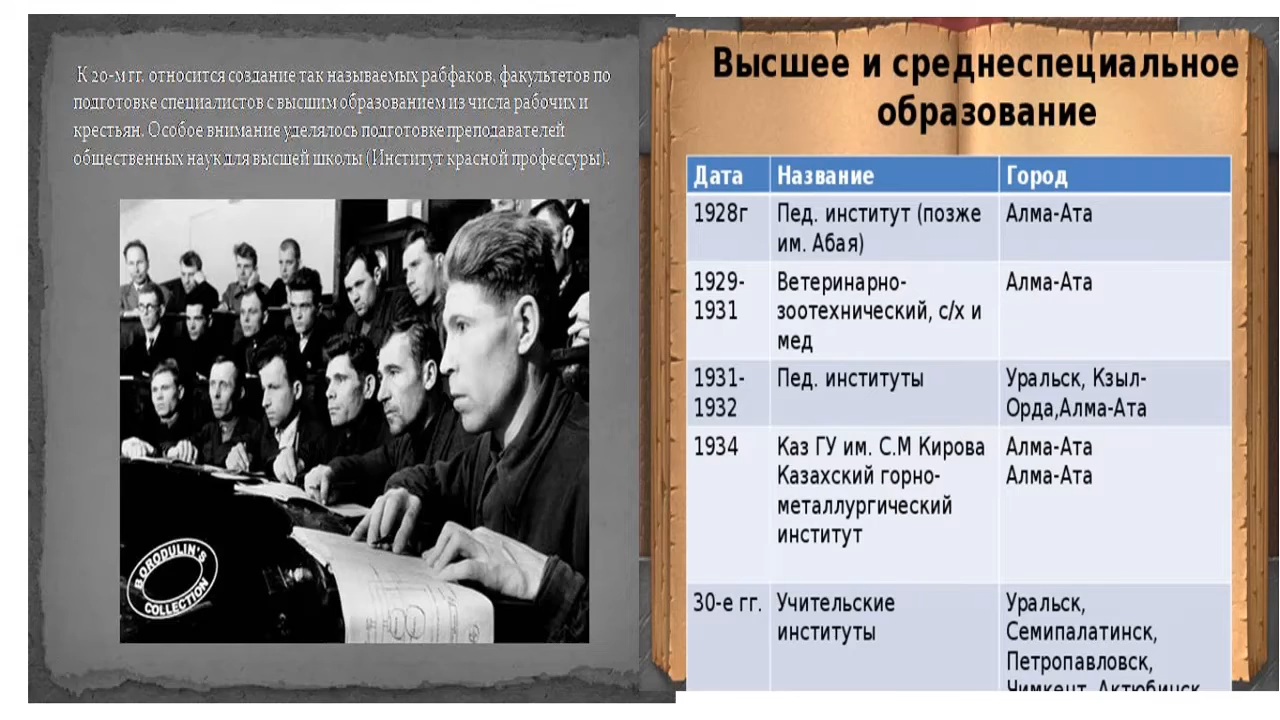 К 20-м гг. относится создание так называемых рабфаков, факультетов по
подготовке специалистов с высшим образованием из числа рабочих и
крестьян. Особое внимание уделялось подготовке преподавателей
общественных наук для высшей школы (Институт красной профессуры).
BORODULIN'S
COLLECTION
Высшее и среднеспециальное
образование
Дата Название Город
1928г Пед. институт (позже Алма-Ата
им. Абая)
1929- Ветеринарно- Алма-Ата
1931 зоотехнический, с/х и
мед
1931- Пед. институты Уральск, Кзыл-
1932 Орда,Алма-Ата
1934 Каз ГУ им. С.М Кирова Алма-Ата
Казахский горно- Алма-Ата
металлургический
институт
30-е гг. Учительские Уральск,
институты Семипалатинск,
Петропавловск,
Чимкент, Актюбинск